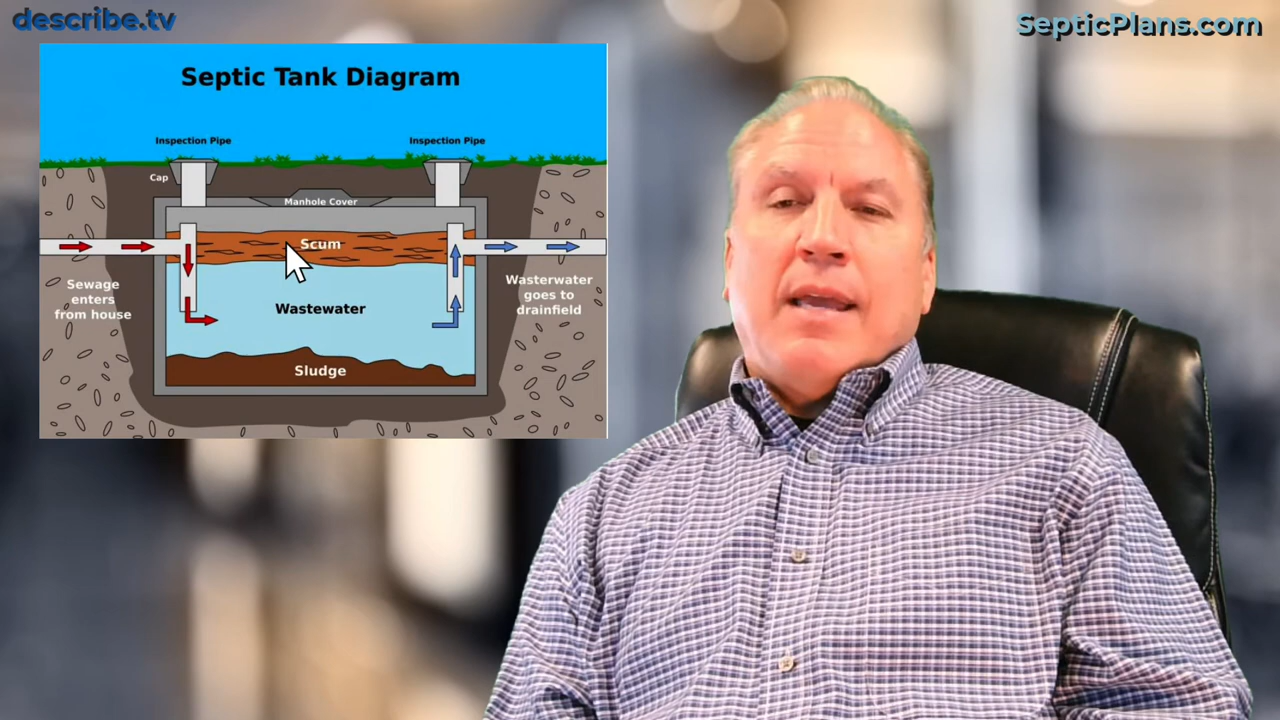 describe.tv
SepticPlans.com
Septic Tank Diagram
Inspection Pipe
Inspection Pipe
Cap
Manhole Cover
Scum
Sewage
enters
from house
Wastewater
Wasterwater
goes to
drainfield
Sludge